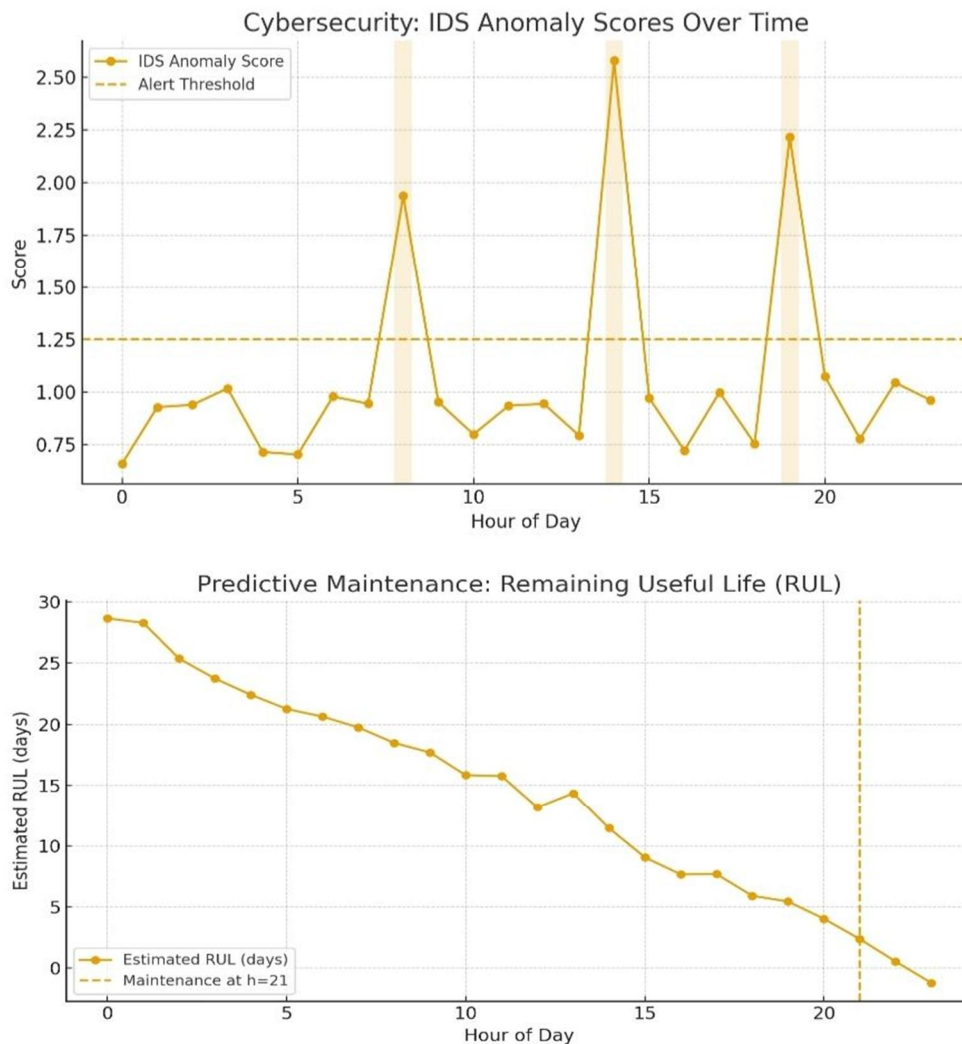 Cybersecurity: IDS Anomaly Scores Over Time
IDS Anomaly Score
Alert Threshold
2.50
2.25
2.00
1.75
1.50
1.25
1.00
0.75
Score
0 5 10 15 20
Hour of Day
Predictive Maintenance: Remaining Useful Life (RUL)
30
25
20
15
10
5
0
Estimated RUL (days)
Estimated RUL (days)
Maintenance at h=21
0 5 10 15 20
Hour of Day